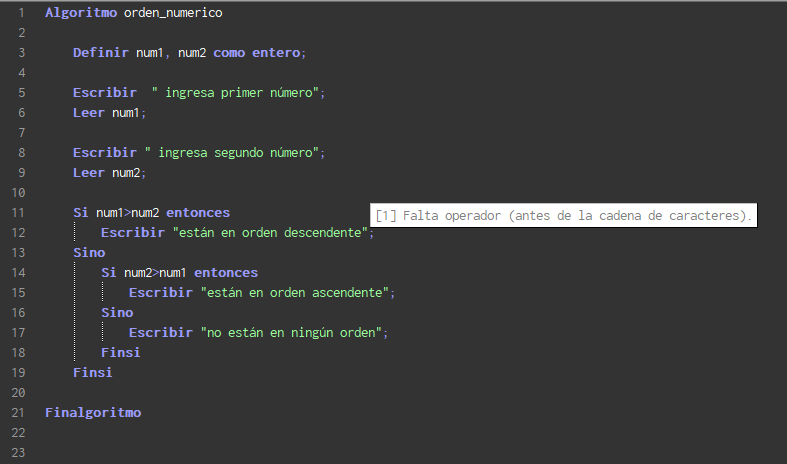 1 Algoritmo orden_numerico
2
3 Definir num1, num2 como entero;
4
5 Escribir " ingresa primer número";
6 Leer num1;
7
8 Escribir " ingresa segundo número";
9 Leer num2;
10
11 Si num1>num2 entonces
[1] Falta operador (antes de la cadena de caracteres).
12 Escribir "están en orden descendente";
13 Sino
14 Si num2>num1 entonces
15 Escribir "están en orden ascendente";
16 Sino
17 Escribir "no están en ningún orden";
18 Finsi
19 Finsi
20
21 Finalgoritmo
22
23